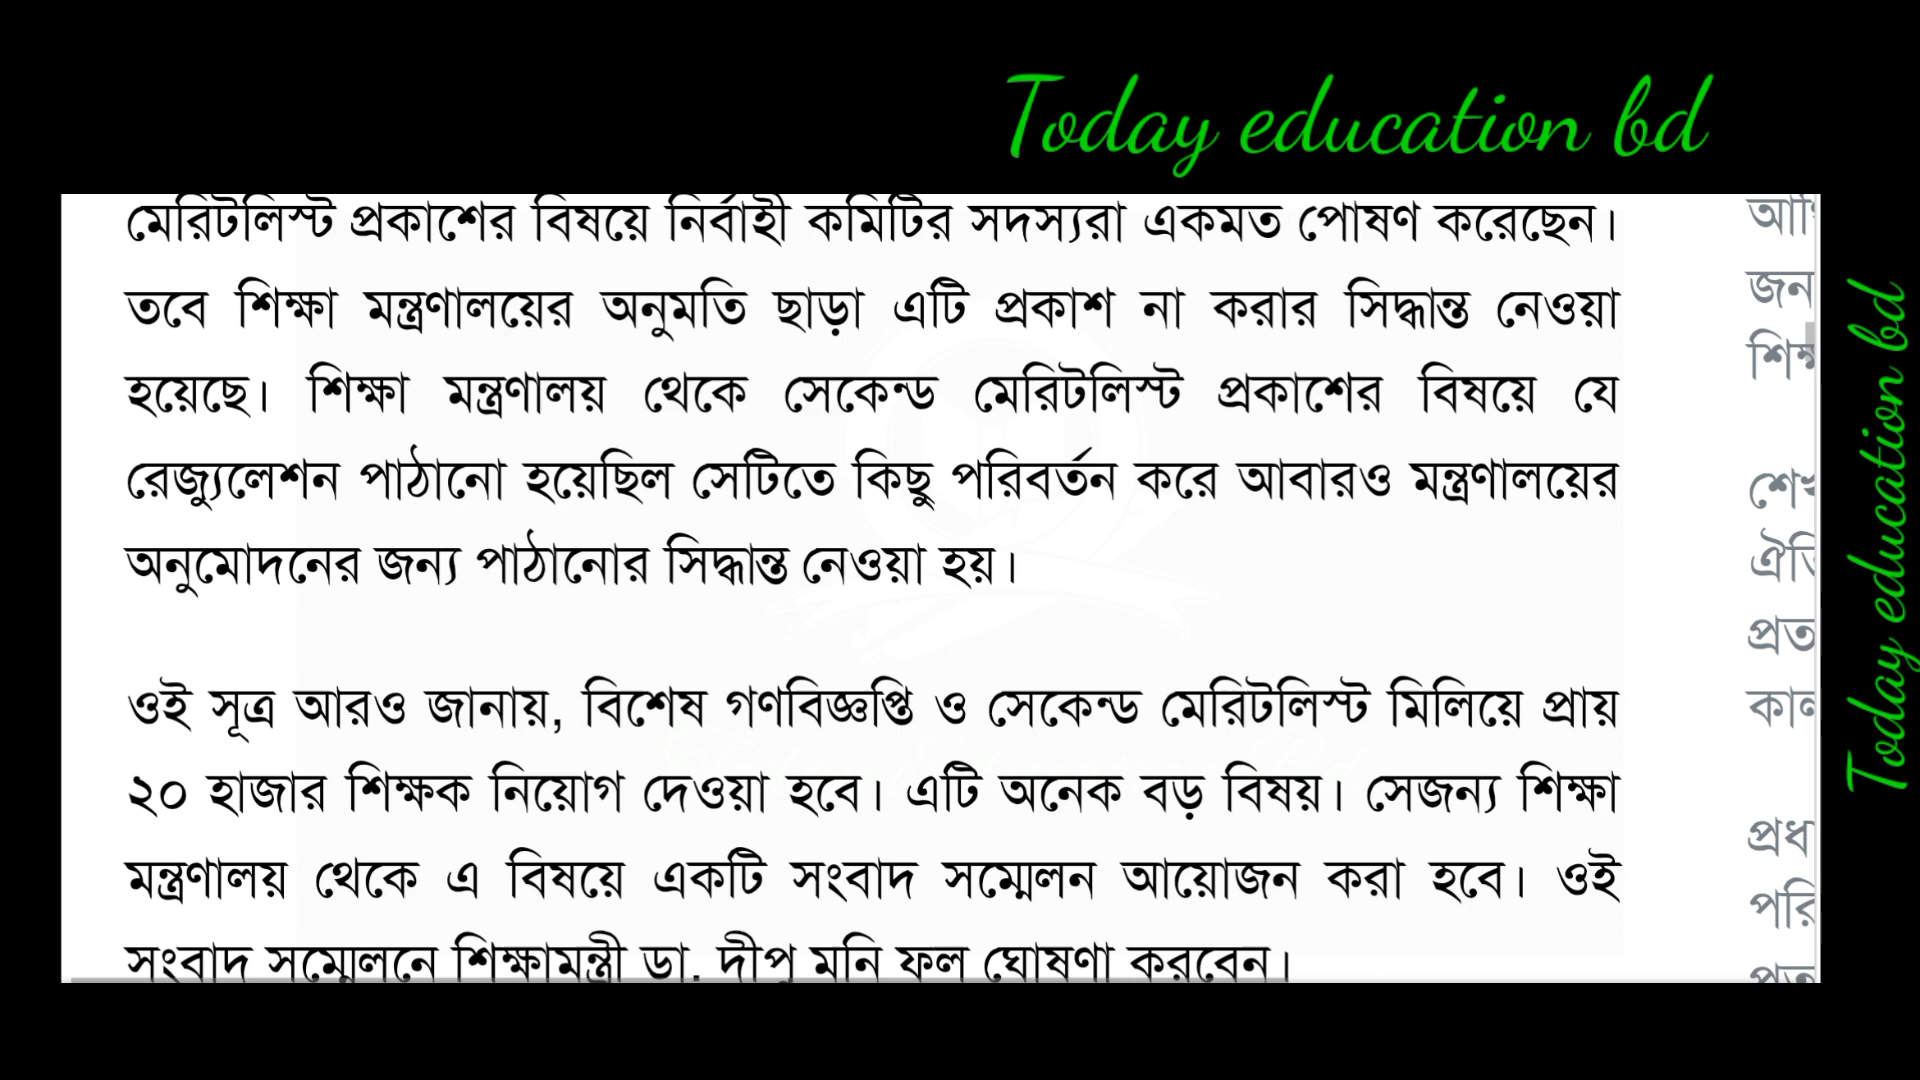 Today education bd
মেরিটলিস্ট প্রকাশের বিষয়ে নির্বাহী কমিটির সদস্যরা একমত পোষণ করেছেন।
তবে শিক্ষা মন্ত্রণালয়ের অনুমতি ছাড়া এটি প্রকাশ না করার সিদ্ধান্ত নেওয়া
হয়েছে। শিক্ষা মন্ত্রণালয় থেকে সেকেন্ড মেরিটলিস্ট প্রকাশের বিষয়ে যে
রেজ্যুলেশন পাঠানো হয়েছিল সেটিতে কিছু পরিবর্তন করে আবারও মন্ত্রণালয়ের
অনুমোদনের জন্য পাঠানোর সিদ্ধান্ত নেওয়া হয়।
ওই সূত্র আরও জানায়, বিশেষ গণবিজ্ঞপ্তি ও সেকেন্ড মেরিটলিস্ট মিলিয়ে প্রায়
২০ হাজার শিক্ষক নিয়োগ দেওয়া হবে। এটি অনেক বড় বিষয়। সেজন্য শিক্ষা
মন্ত্রণালয় থেকে এ বিষয়ে একটি সংবাদ সম্মেলন আয়োজন করা হবে। ওই
সংবাদ সম্মেলনে শিক্ষামন্ত্রী ডা. দীপু মনি ফল ঘোষণা করবেন।
Today education bd